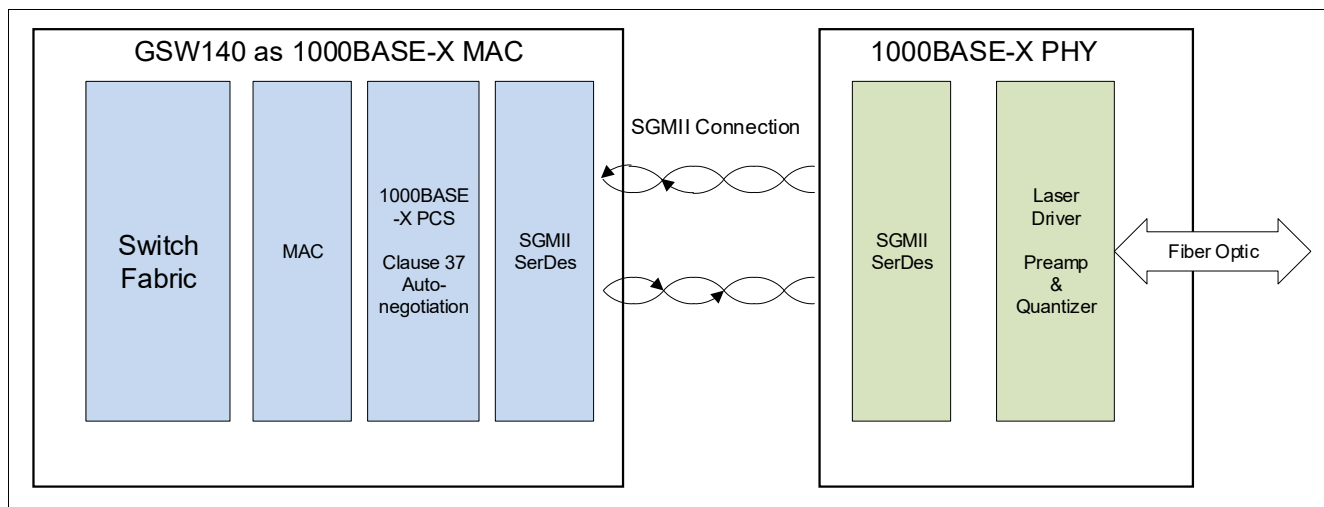 GSW140 as 1000BASE-X MAC
Switch
Fabric
MAC
1000BASE
-X PCS
Clause 37
Auto-
negotiation
SGMII
SerDes
SGMII Connection
1000BASE-X PHY
SGMII
SerDes
Laser
Driver
Preamp
&
Quantizer
Fiber Optic